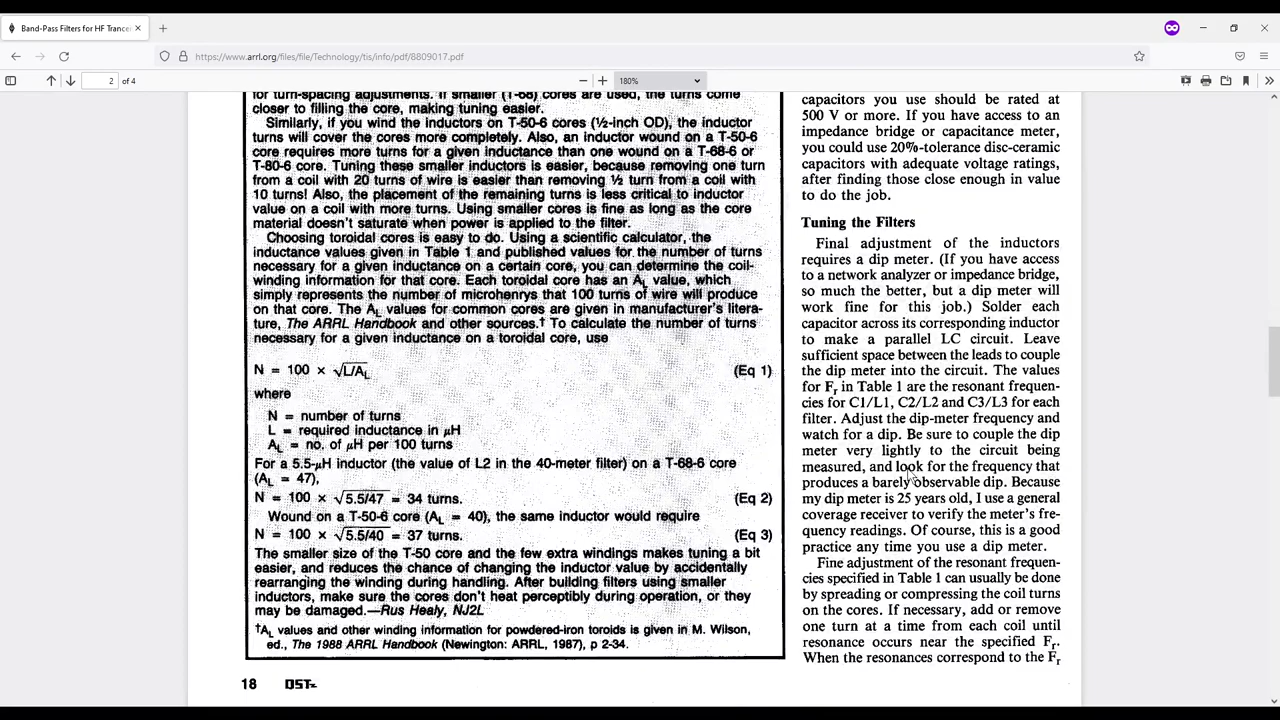 Band-Pass Filters for HF Trance
https://www.arrl.org/files/file/Technology/tis/info/pdf/8809017.pdf
2 of 4
180%
for turn-spacing adjustments. If smaller (T-68) cores are used, the turns come
closer to filling the core, making tuning easier.
Similarly, if you wind the inductors on T-50-6 cores (½-inch OD), the inductor
turns will cover the cores more completely. Also, an inductor wound on a T-50-6
core requires more turns for a given inductance than one wound on a T-68-6 or
T-80-6 core. Tuning these smaller inductors is easier, because removing one turn
from a coil with 20 turns of wire is easier than removing ½ turn from a coil with
10 turns! Also, the placement of the remaining turns is less critical to inductor
value on a coil with more turns. Using smaller cores is fine as long as the core
material doesn't saturate when power is applied to the filter.
Choosing toroidal cores is easy to do. Using a scientific calculator, the
inductance values given in Table 1 and published values for the number of turns
necessary for a given inductance on a certain core, you can determine the coil-
winding information for that core. Each toroidal core has an AL value, which
simply represents the number of microhenrys that 100 turns of wire will produce
on that core. The AL values for common cores are given in manufacturer's litera-
ture, The ARRL Handbook and other sources.† To calculate the number of turns
necessary for a given inductance on a toroidal core, use
N = 100 × √L/AL (Eq 1)
where
N = number of turns
L = required inductance in μH
AL = no. of μH per 100 turns
For a 5.5-μH inductor (the value of L2 in the 40-meter filter) on a T-68-6 core
(AL = 47),
N = 100 × √5.5/47 = 34 turns. (Eq 2)
Wound on a T-50-6 core (AL = 40), the same inductor would require
N = 100 × √5.5/40 = 37 turns. (Eq 3)
The smaller size of the T-50 core and the few extra windings makes tuning a bit
easier, and reduces the chance of changing the inductor value by accidentally
rearranging the winding during handling. After building filters using smaller
inductors, make sure the cores don't heat perceptibly during operation, or they
may be damaged.—Rus Healy, NJ2L
†AL values and other winding information for powdered-iron toroids is given in M. Wilson,
ed., The 1988 ARRL Handbook (Newington: ARRL, 1987), p 2-34.
18 QST
capacitors you use should be rated at
500 V or more. If you have access to an
impedance bridge or capacitance meter,
you could use 20%-tolerance disc-ceramic
capacitors with adequate voltage ratings,
after finding those close enough in value
to do the job.
Tuning the Filters
Final adjustment of the inductors
requires a dip meter. (If you have access
to a network analyzer or impedance bridge,
so much the better, but a dip meter will
work fine for this job.) Solder each
capacitor across its corresponding inductor
to make a parallel LC circuit. Leave
sufficient space between the leads to couple
the dip meter into the circuit. The values
for Fr in Table 1 are the resonant frequen-
cies for C1/L1, C2/L2 and C3/L3 for each
filter. Adjust the dip-meter frequency and
watch for a dip. Be sure to couple the dip
meter very lightly to the circuit being
measured, and look for the frequency that
produces a barely observable dip. Because
my dip meter is 25 years old, I use a general
coverage receiver to verify the meter's fre-
quency readings. Of course, this is a good
practice any time you use a dip meter.
Fine adjustment of the resonant frequen-
cies specified in Table 1 can usually be done
by spreading or compressing the coil turns
on the cores. If necessary, add or remove
one turn at a time from each coil until
resonance occurs near the specified Fr.
When the resonances correspond to the Fr